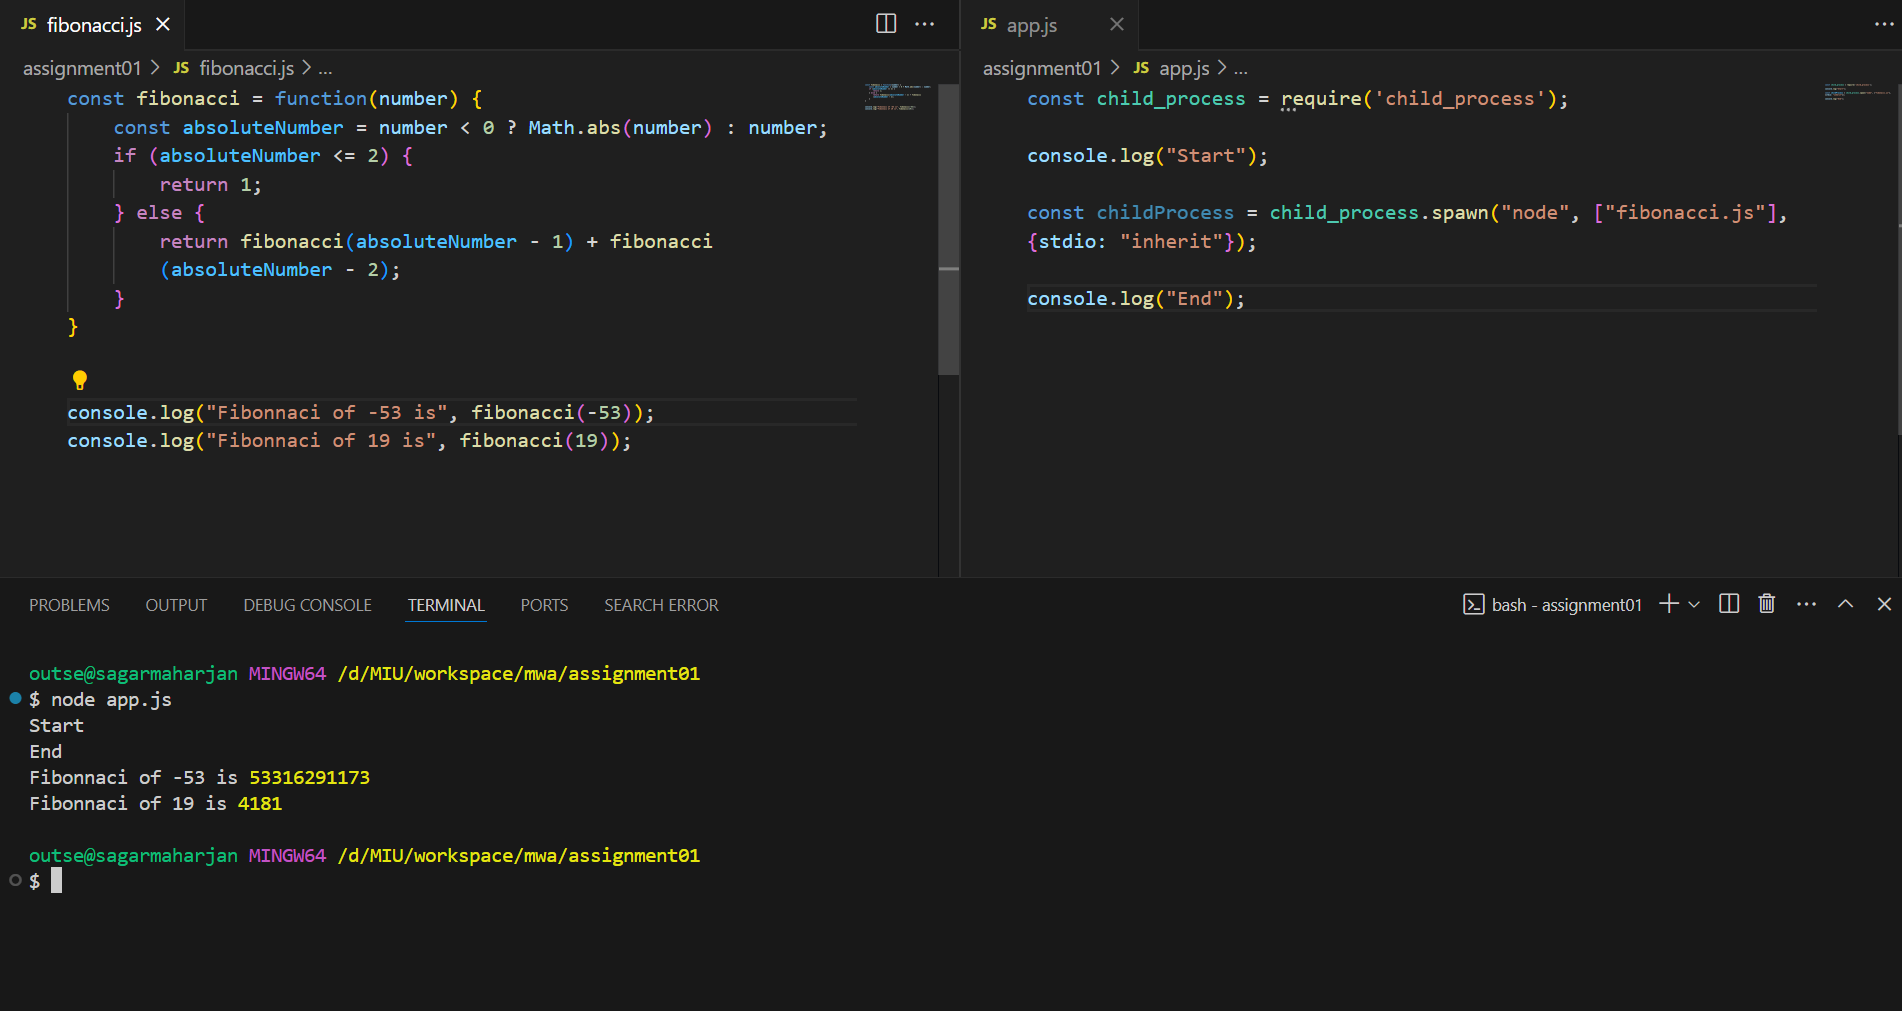 JS fibonacci.js
assignment01 > JS fibonacci.js > ...
const fibonacci = function(number) {
    const absoluteNumber = number < 0 ? Math.abs(number) : number;
    if (absoluteNumber <= 2) {
        return 1;
    } else {
        return fibonacci(absoluteNumber - 1) + fibonacci
        (absoluteNumber - 2);
    }
}
console.log("Fibonnaci of -53 is", fibonacci(-53));
console.log("Fibonnaci of 19 is", fibonacci(19));
JS app.js
assignment01 > JS app.js > ...
const child_process = require('child_process');
console.log("Start");
const childProcess = child_process.spawn("node", ["fibonacci.js"],
{stdio: "inherit"});
console.log("End");
PROBLEMS OUTPUT DEBUG CONSOLE TERMINAL PORTS SEARCH ERROR
bash - assignment01
outse@sagarmaharjan MINGW64 /d/MIU/workspace/mwa/assignment01
$ node app.js
Start
End
Fibonnaci of -53 is 53316291173
Fibonnaci of 19 is 4181
outse@sagarmaharjan MINGW64 /d/MIU/workspace/mwa/assignment01
$